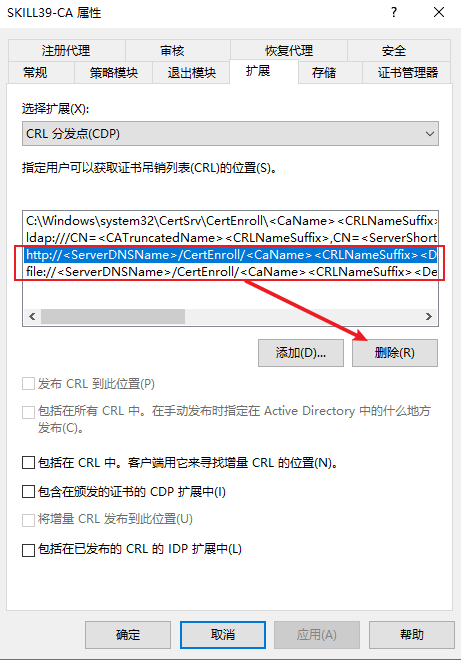 SKILL39-CA 属性
?
注册代理 审核 恢复代理 安全
常规 策略模块 退出模块 扩展 存储 证书管理器
选择扩展(X):
CRL 分发点(CDP)
指定用户可以获取证书吊销列表(CRL)的位置(S)。
C:\Windows\system32\CertSrv\CertEnroll\<CaName><CRLNameSuffix>
ldap:///CN=<CATruncatedName><CRLNameSuffix>,CN=<ServerShort
http://<ServerDNSName>/CertEnroll/<CaName><CRLNameSuffix><D
file://<ServerDNSName>/CertEnroll/<CaName><CRLNameSuffix><De
添加(D)... 删除(R)
发布 CRL 到此位置(P)
包括在所有 CRL 中。在手动发布时指定在 Active Directory 中的什么地方
发布(C)。
包括在 CRL 中。客户端用它来寻找增量 CRL 的位置(N)。
包含在颁发的证书的 CDP 扩展中(I)
将增量 CRL 发布到此位置(U)
包括在已发布的 CRL 的 IDP 扩展中(L)
确定 取消 应用(A) 帮助